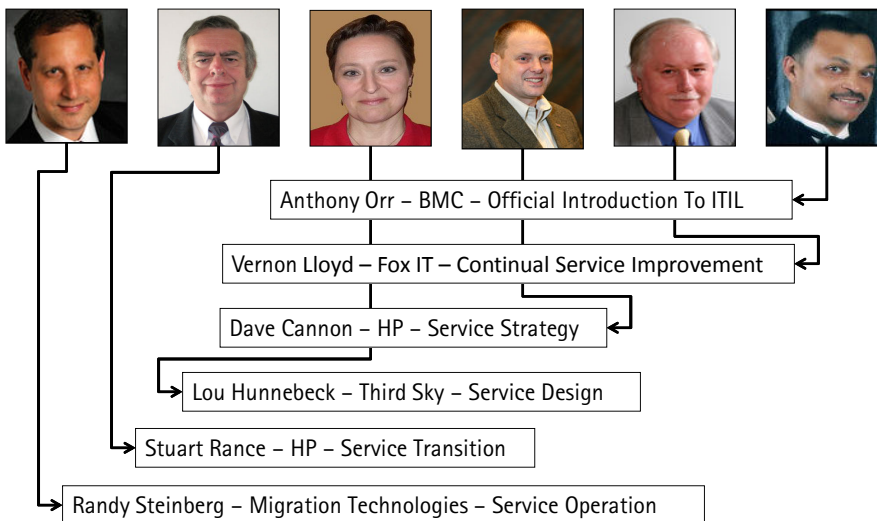 Anthony Orr – BMC – Official Introduction To ITIL
Vernon Lloyd – Fox IT – Continual Service Improvement
Dave Cannon – HP – Service Strategy
Lou Hunnebeck – Third Sky – Service Design
Stuart Rance – HP – Service Transition
Randy Steinberg – Migration Technologies – Service Operation